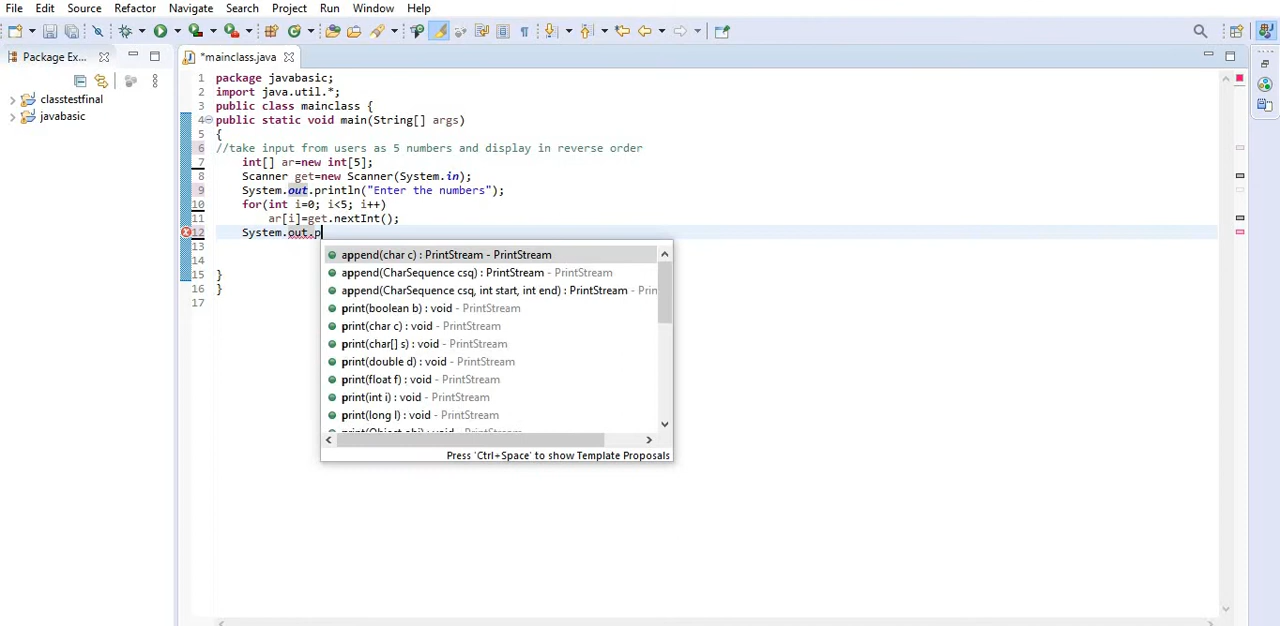 File Edit Source Refactor Navigate Search Project Run Window Help
Package Ex...
*mainclass.java
classtestfinal
javabasic
1 package javabasic;
2 import java.util.*;
3 public class mainclass {
4 public static void main(String[] args)
5 {
6 //take input from users as 5 numbers and display in reverse order
7 int[] ar=new int[5];
8 Scanner get=new Scanner(System.in);
9 System.out.println("Enter the numbers");
10 for(int i=0; i<5; i++)
11 ar[i]=get.nextInt();
12 System.out.p
13
14
15 }
16 }
17
append(char c) : PrintStream - PrintStream
append(CharSequence csq) : PrintStream - PrintStream
append(CharSequence csq, int start, int end) : PrintStream - Prin
print(boolean b) : void - PrintStream
print(char c) : void - PrintStream
print(char[] s) : void - PrintStream
print(double d) : void - PrintStream
print(float f) : void - PrintStream
print(int i) : void - PrintStream
print(long l) : void - PrintStream
print(Object obj) : void - PrintStream
Press 'Ctrl+Space' to show Template Proposals